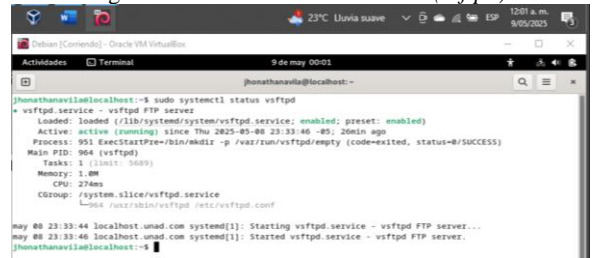 23°C Lluvia suave
ESP
12:01 a. m.
9/05/2025
Debian [Corriendo] - Oracle VM VirtualBox
Actividades
Terminal
9 de may 00:01
jhonathanavila@localhost: ~
jhonathanavila@localhost:~$ sudo systemctl status vsftpd
● vsftpd.service - vsftpd FTP server
Loaded: loaded (/lib/systemd/system/vsftpd.service; enabled; preset: enabled)
Active: active (running) since Thu 2025-05-08 23:33:46 -05; 26min ago
Process: 951 ExecStartPre=/bin/mkdir -p /var/run/vsftpd/empty (code=exited, status=0/SUCCESS)
Main PID: 964 (vsftpd)
Tasks: 1 (limit: 5689)
Memory: 1.0M
CPU: 274ms
CGroup: /system.slice/vsftpd.service
└─964 /usr/sbin/vsftpd /etc/vsftpd.conf
may 08 23:33:44 localhost.unad.com systemd[1]: Starting vsftpd.service - vsftpd FTP server...
may 08 23:33:46 localhost.unad.com systemd[1]: Started vsftpd.service - vsftpd FTP server.
jhonathanavila@localhost:~$